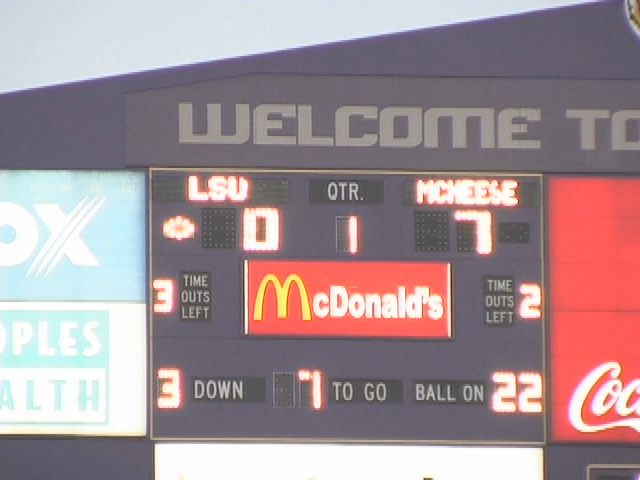 WELCOME TO
LSU QTR. MCNEESE
0 1 7
OX
3 TIME OUTS LEFT
McDonald's
TIME OUTS LEFT 2
OPLES
ALTH
3 DOWN 1 TO GO BALL ON 22
Coca